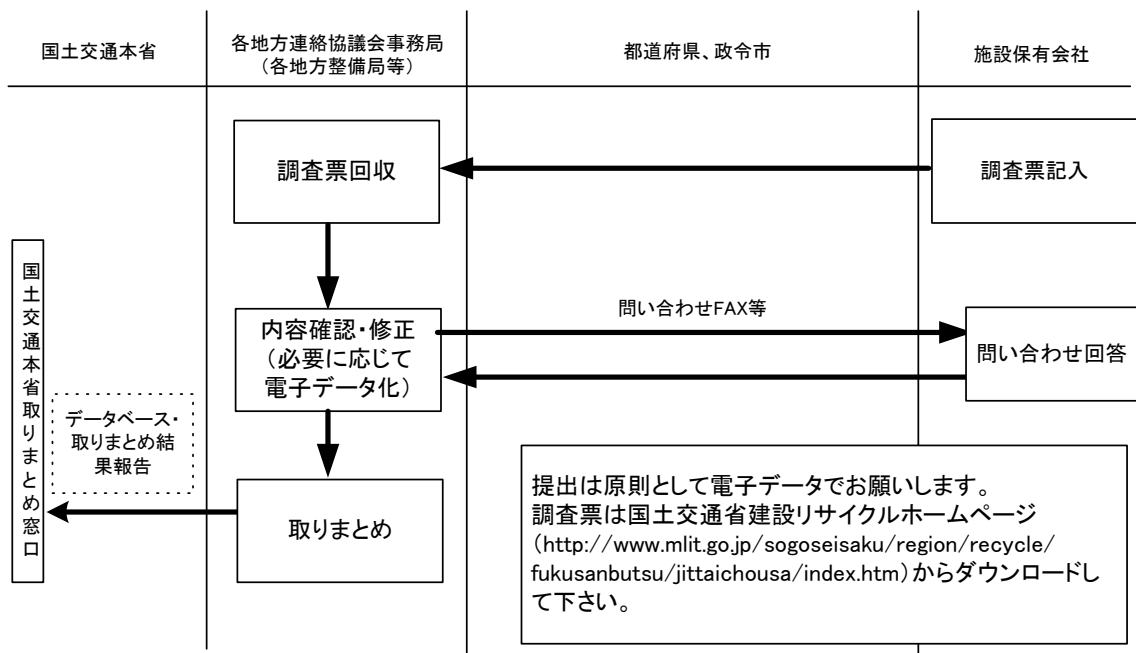 国土交通本省
各地方連絡協議会事務局
（各地方整備局等）
都道府県、政令市
施設保有会社
調査票回収
調査票記入
国土交通本省取りまとめ窓口
内容確認・修正
（必要に応じて
電子データ化）
問い合わせFAX等
問い合わせ回答
データベース・
取りまとめ結
果報告
取りまとめ
提出は原則として電子データでお願いします。
調査票は国土交通省建設リサイクルホームページ
（http://www.mlit.go.jp/sogoseisaku/region/recycle/
fukusanbutsu/jittaichousa/index.htm）からダウンロードし
て下さい。